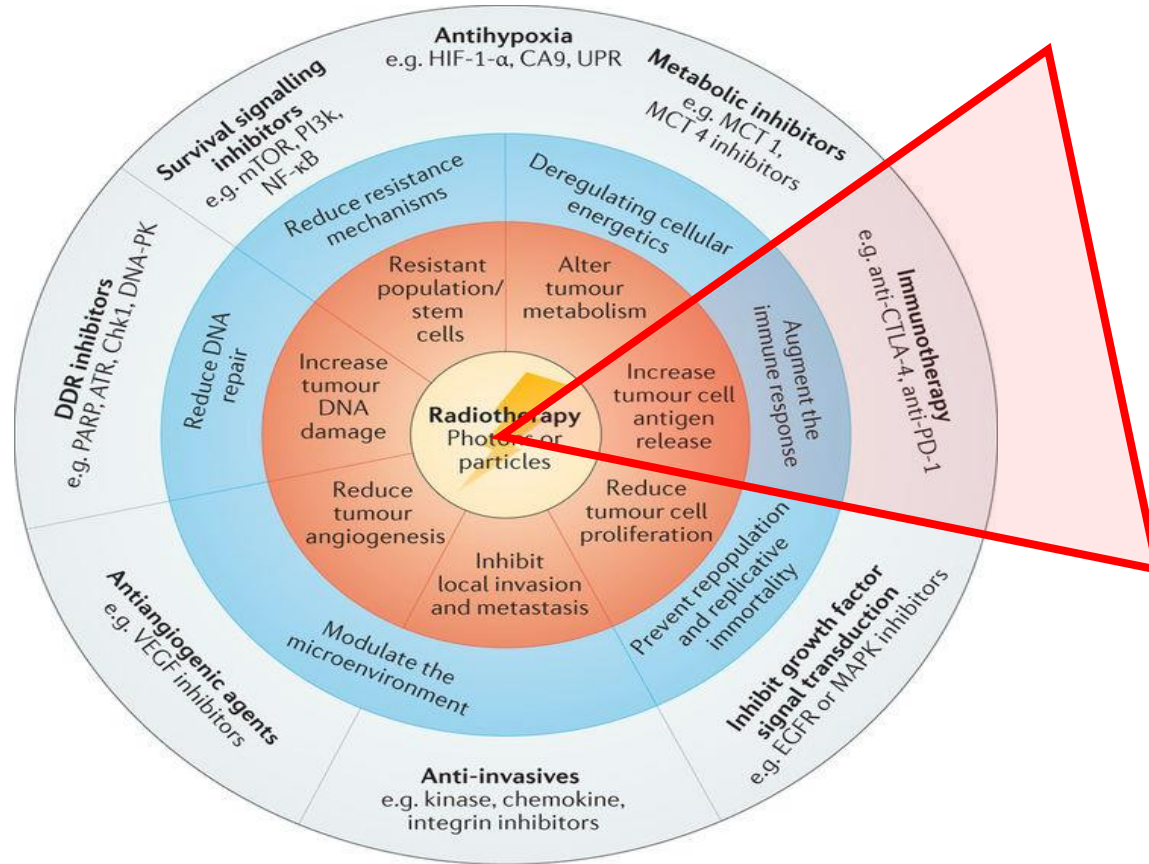 Antihypoxia
e.g. HIF-1-α, CA9, UPR
Metabolic inhibitors
e.g. MCT 1,
MCT 4 inhibitors
Immunotherapy
e.g. anti-CTLA-4, anti-PD-1
Inhibit growth factor
signal transduction
e.g. EGFR or MAPK inhibitors
Anti-invasives
e.g. kinase, chemokine,
integrin inhibitors
Antiangiogenic agents
e.g. VEGF inhibitors
DDR inhibitors
e.g. PARP, ATR, Chk1, DNA-PK
Survival signalling
inhibitors
e.g. mTOR, PI3k,
NF-κB
Reduce resistance
mechanisms
Deregulating cellular
energetics
Augment the
immune response
Prevent repopulation
and replicative
immortality
Modulate the
microenvironment
Reduce DNA
repair
Resistant
population/
stem
cells
Alter
tumour
metabolism
Increase
tumour cell
antigen
release
Reduce
tumour cell
proliferation
Inhibit
local invasion
and metastasis
Reduce
tumour
angiogenesis
Increase
tumour
DNA
damage
Radiotherapy
Photons or
particles